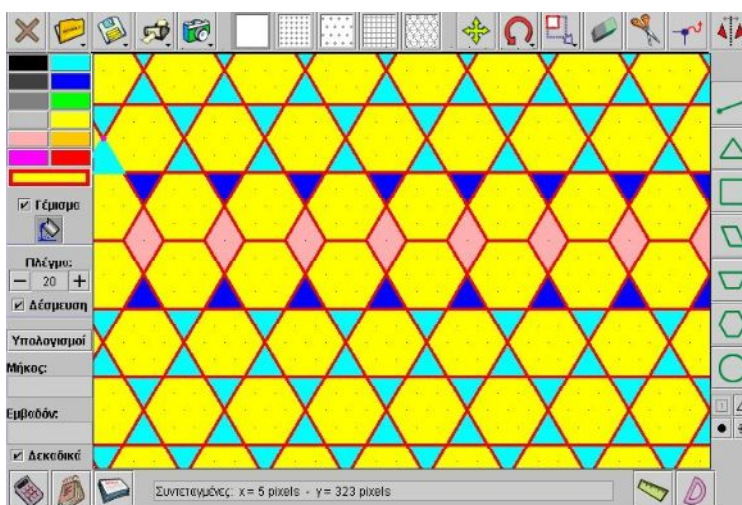 Γέμισμα
Πλέγμα:
20
Δέσμευση
Υπολογισμοί
Μήκος:
Εμβαδόν:
Δεκαδικά
Συντεταγμένες: x = 5 pixels - y = 323 pixels